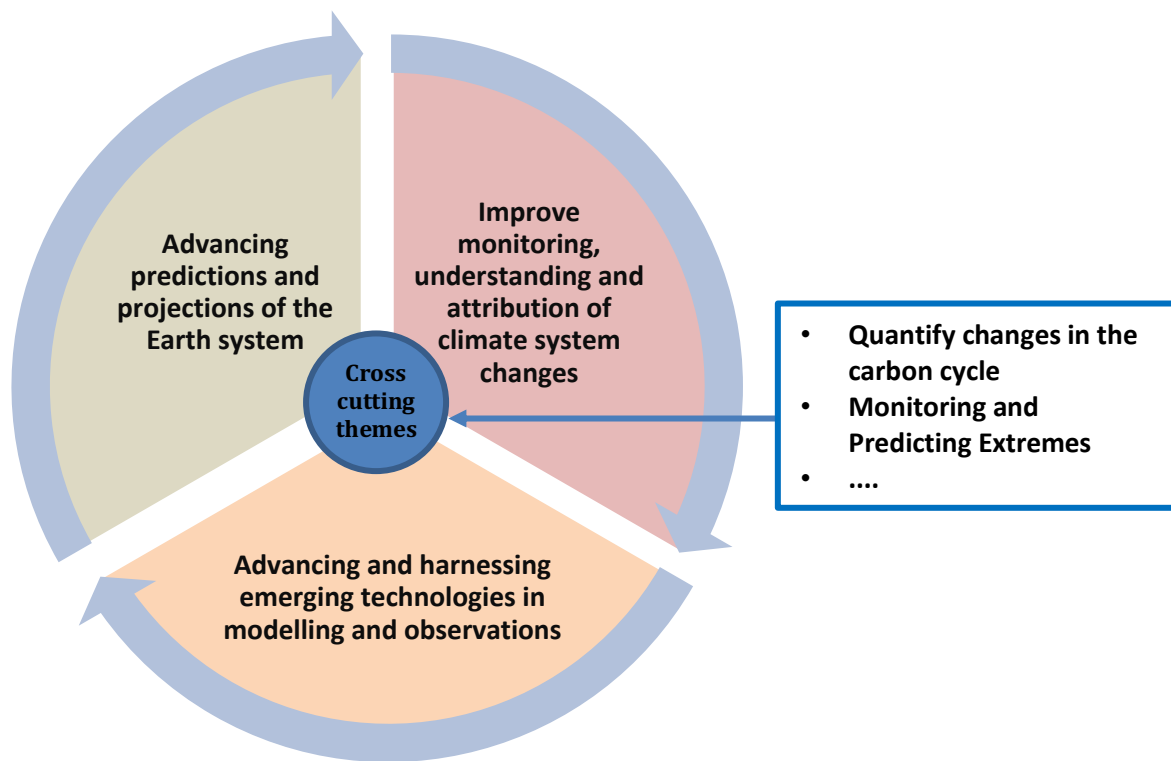 Advancing
predictions and
projections of the
Earth system
Improve
monitoring,
understanding and
attribution of
climate system
changes
Cross
cutting
themes
Advancing and harnessing
emerging technologies in
modelling and observations
• Quantify changes in the
carbon cycle
• Monitoring and
Predicting Extremes
• ....